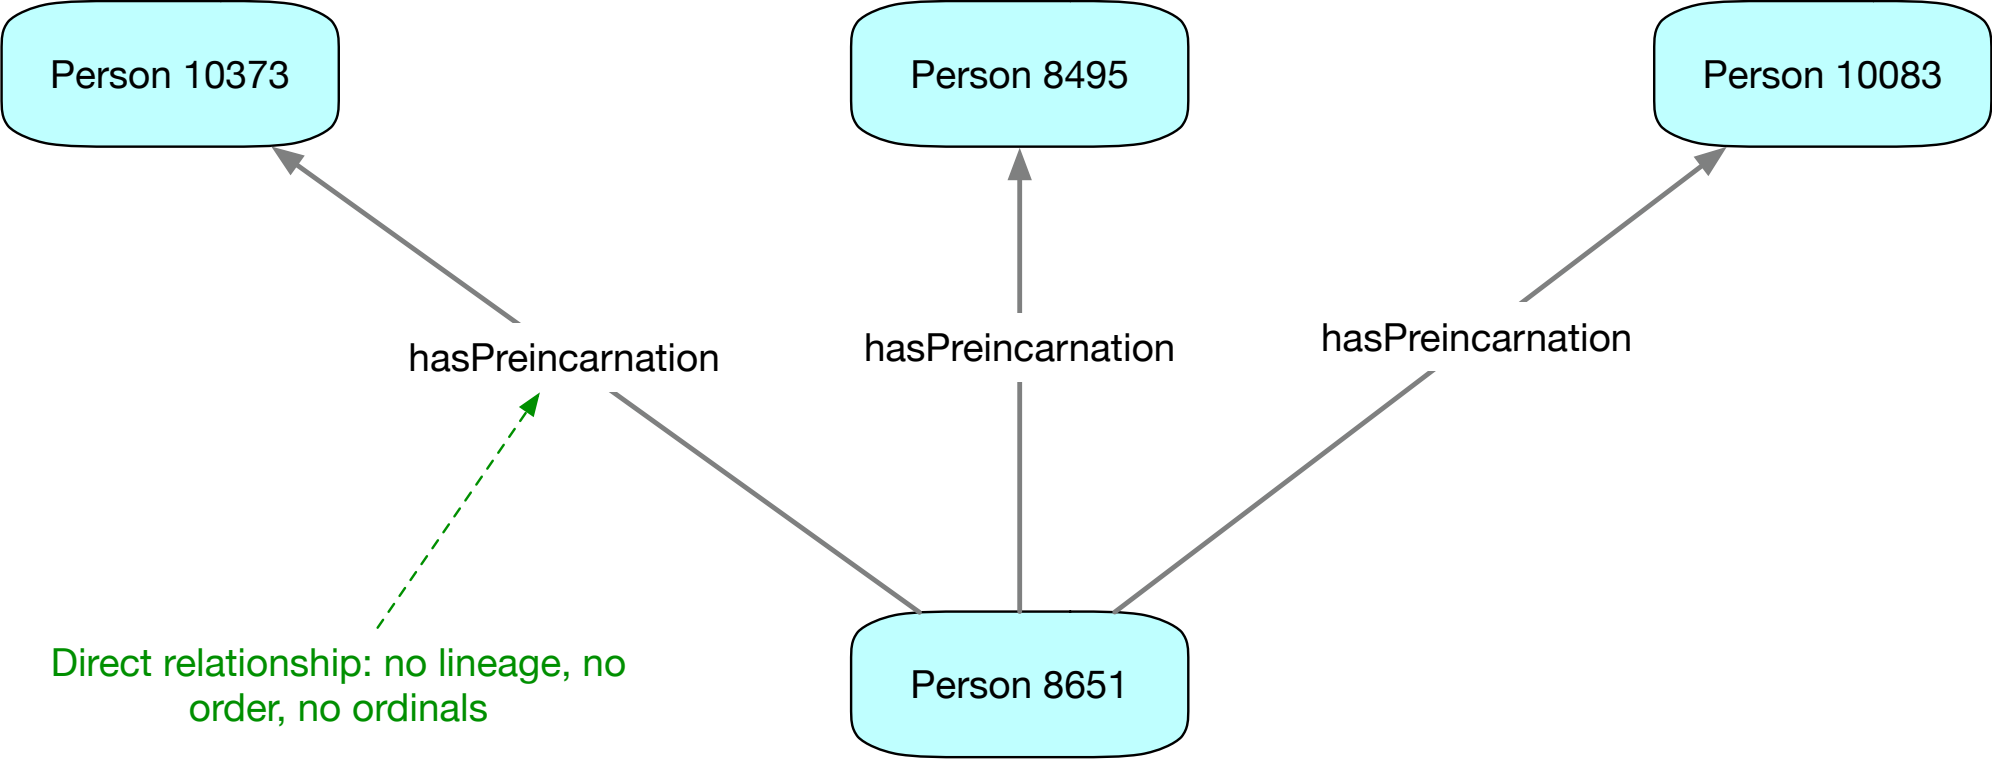 Person 10373
Person 8495
Person 10083
hasPreincarnation
hasPreincarnation
hasPreincarnation
Direct relationship: no lineage, no
order, no ordinals
Person 8651